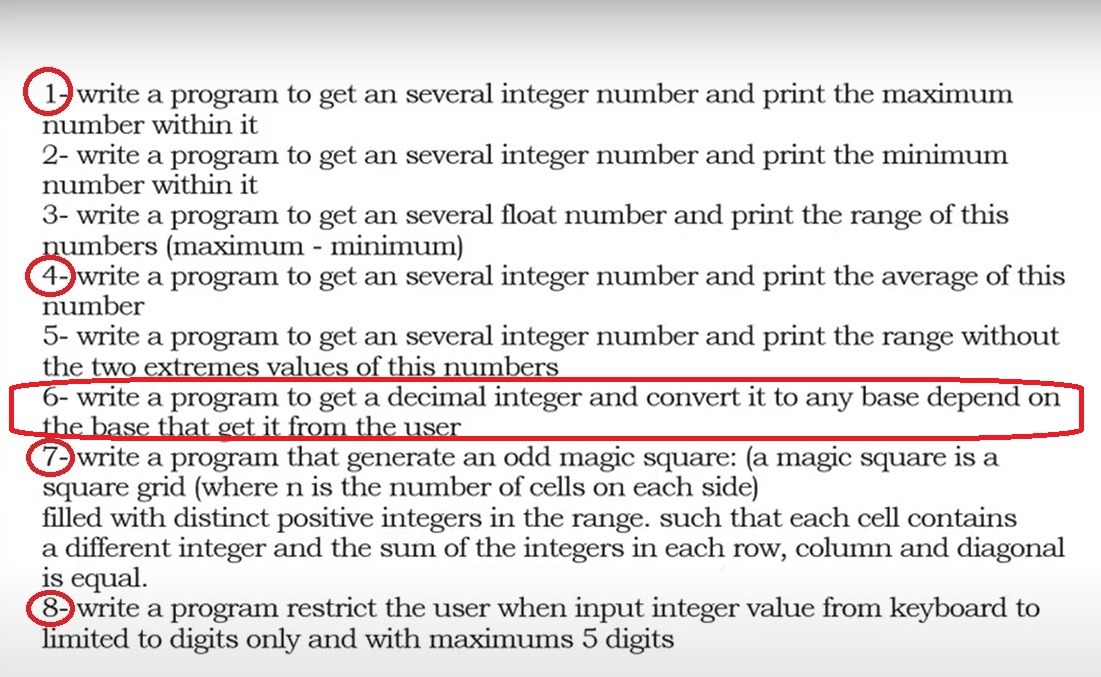 1- write a program to get an several integer number and print the maximum
number within it
2- write a program to get an several integer number and print the minimum
number within it
3- write a program to get an several float number and print the range of this
numbers (maximum - minimum)
4- write a program to get an several integer number and print the average of this
number
5- write a program to get an several integer number and print the range without
the two extremes values of this numbers
6- write a program to get a decimal integer and convert it to any base depend on
the base that get it from the user
7- write a program that generate an odd magic square: (a magic square is a
square grid (where n is the number of cells on each side)
filled with distinct positive integers in the range. such that each cell contains
a different integer and the sum of the integers in each row, column and diagonal
is equal.
8- write a program restrict the user when input integer value from keyboard to
limited to digits only and with maximums 5 digits